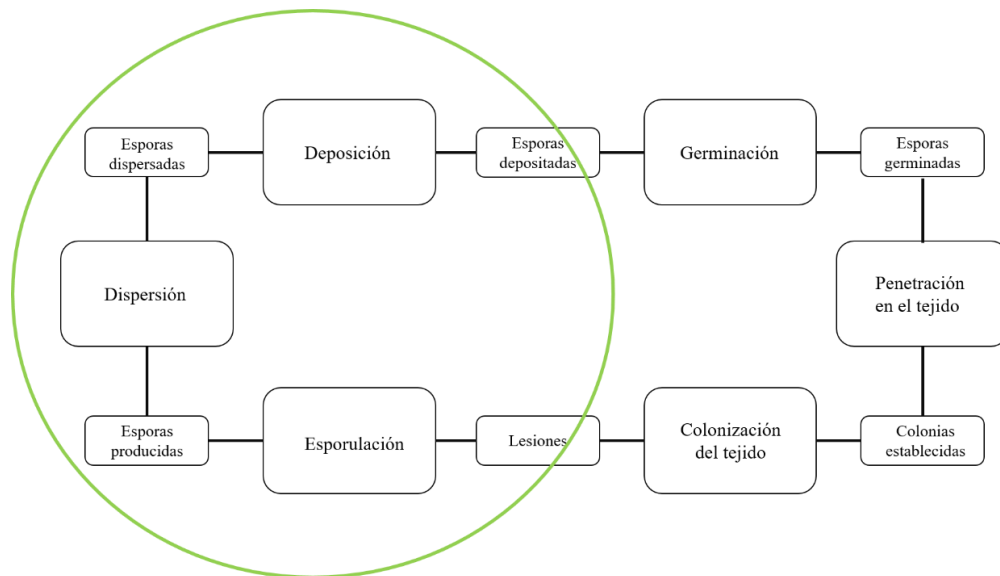 Esporas
dispersadas
Deposición
Esporas
depositadas
Germinación
Esporas
germinadas
Dispersión
Penetración
en el tejido
Esporas
producidas
Esporulación
Lesiones
Colonización
del tejido
Colonias
establecidas